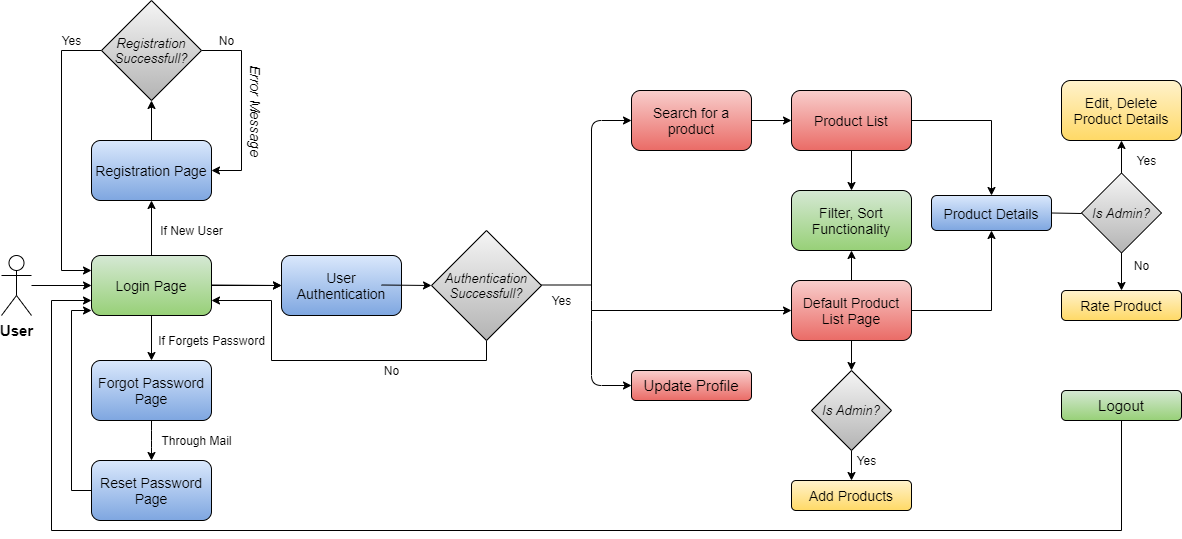 Yes
Registration
Successfull?
No
Error Message
Registration Page
If New User
User
Login Page
User
Authentication
Authentication
Successfull?
Yes
No
If Forgets Password
Forgot Password
Page
Through Mail
Reset Password
Page
Search for a
product
Product List
Filter, Sort
Functionality
Default Product
List Page
Update Profile
Is Admin?
Yes
Add Products
Product Details
Edit, Delete
Product Details
Yes
Is Admin?
No
Rate Product
Logout